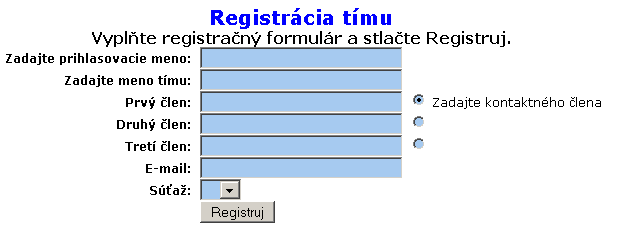 Registrácia tímu
Vyplňte registračný formulár a stlačte Registruj.
Zadajte prihlasovacie meno:
Zadajte meno tímu:
Prvý člen: Zadajte kontaktného člena
Druhý člen:
Tretí člen:
E-mail:
Súťaž:
Registruj